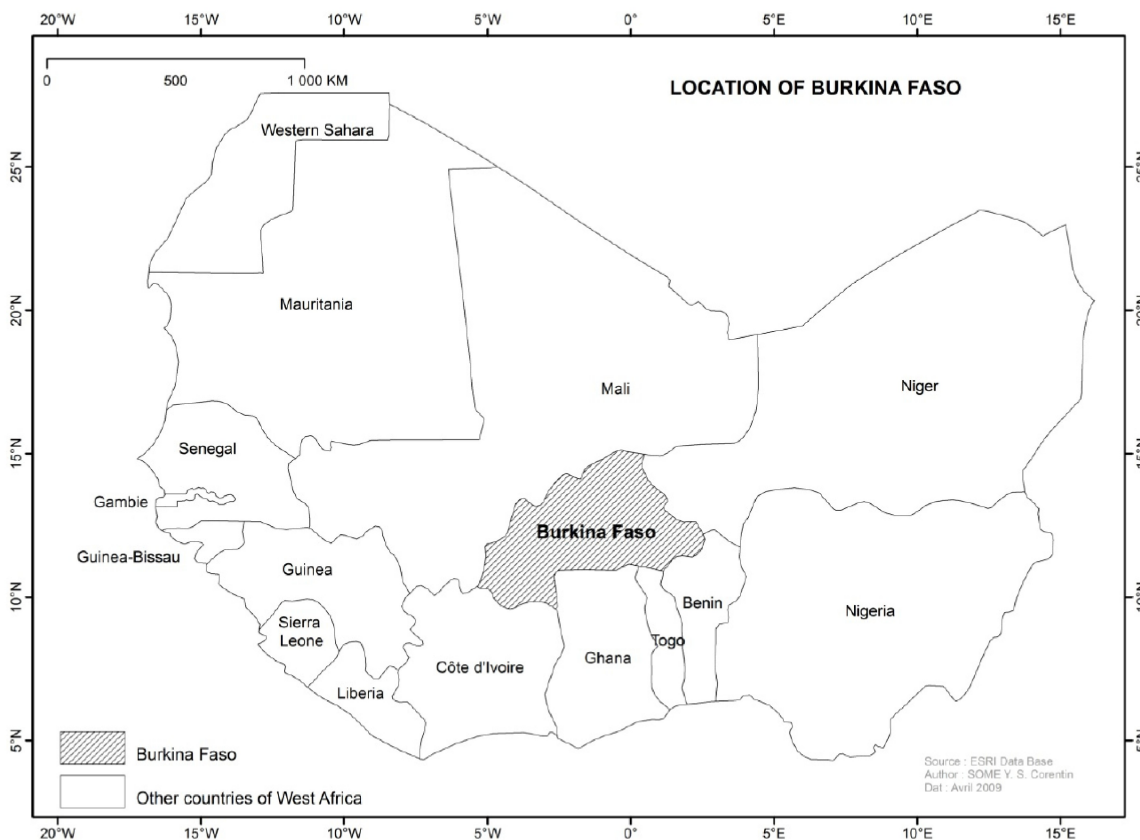 20°W 15°W 10°W 5°W 0° 5°E 10°E 15°E
0 500 1 000 KM
LOCATION OF BURKINA FASO
Western Sahara
25°N 25°N
Mauritania
20°N 20°N
Mali
Niger
Senegal
15°N 15°N
Gambie
Burkina Faso
Guinea-Bissau
Guinea
10°N 10°N
Benin
Nigeria
Sierra
Leone
Togo
Ghana
Côte d'Ivoire
Liberia
5°N 5°N
Burkina Faso
Other countries of West Africa
Source : ESRI Data Base
Author : SOME Y. S. Corentin
Dat : Avril 2009
20°W 15°W 10°W 5°W 0° 5°E 10°E 15°E